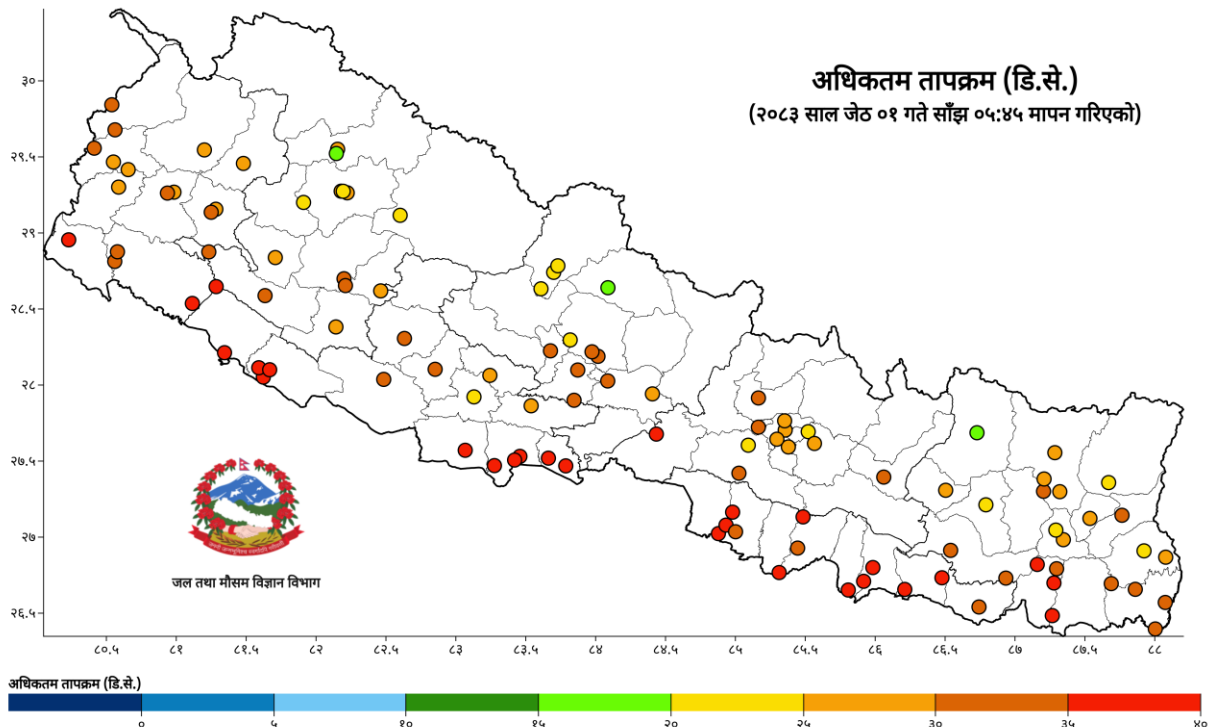 अधिकतम तापक्रम (डि.से.)
(२०८३ साल जेठ ०१ गते साँझ ०५:४५ मापन गरिएको)
३०
२९.५
२९
२८.५
२८
२७.५
२७
२६.५
जल तथा मौसम विज्ञान विभाग
८०.५ ८१ ८१.५ ८२ ८२.५ ८३ ८३.५ ८४ ८४.५ ८५ ८५.५ ८६ ८६.५ ८७ ८७.५ ८८
अधिकतम तापक्रम (डि.से.)
० ५ १० १५ २० २५ ३० ३५ ४०